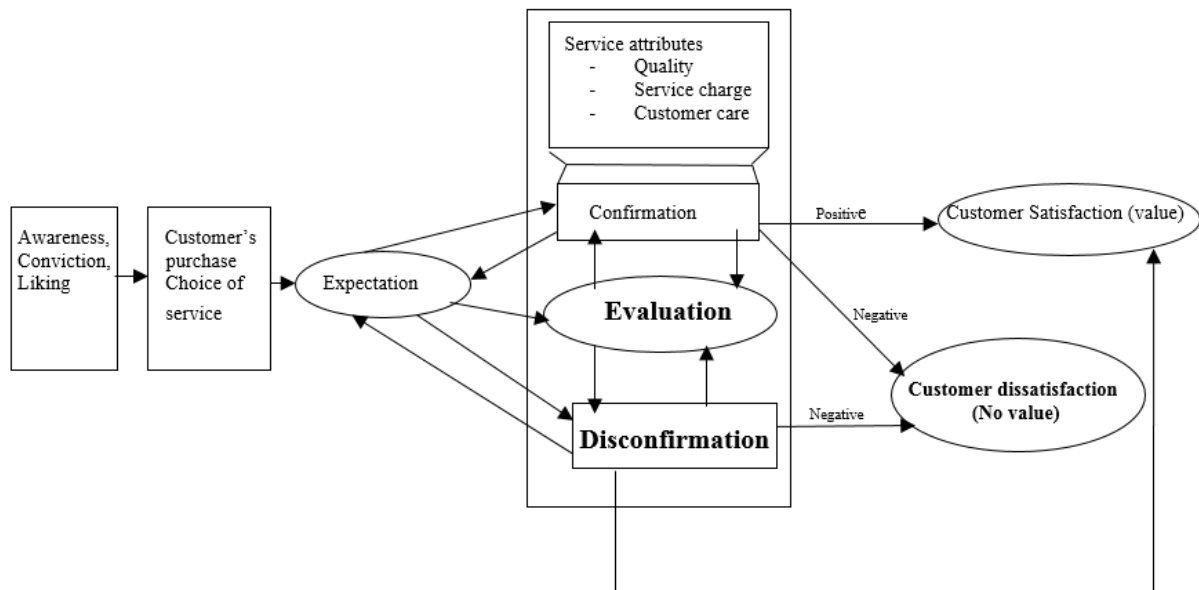 Service attributes
- Quality
- Service charge
- Customer care
Awareness,
Conviction,
Liking
Customer's
purchase
Choice of
service
Expectation
Confirmation
Evaluation
Disconfirmation
Positive
Negative
Negative
Customer Satisfaction (value)
Customer dissatisfaction
(No value)